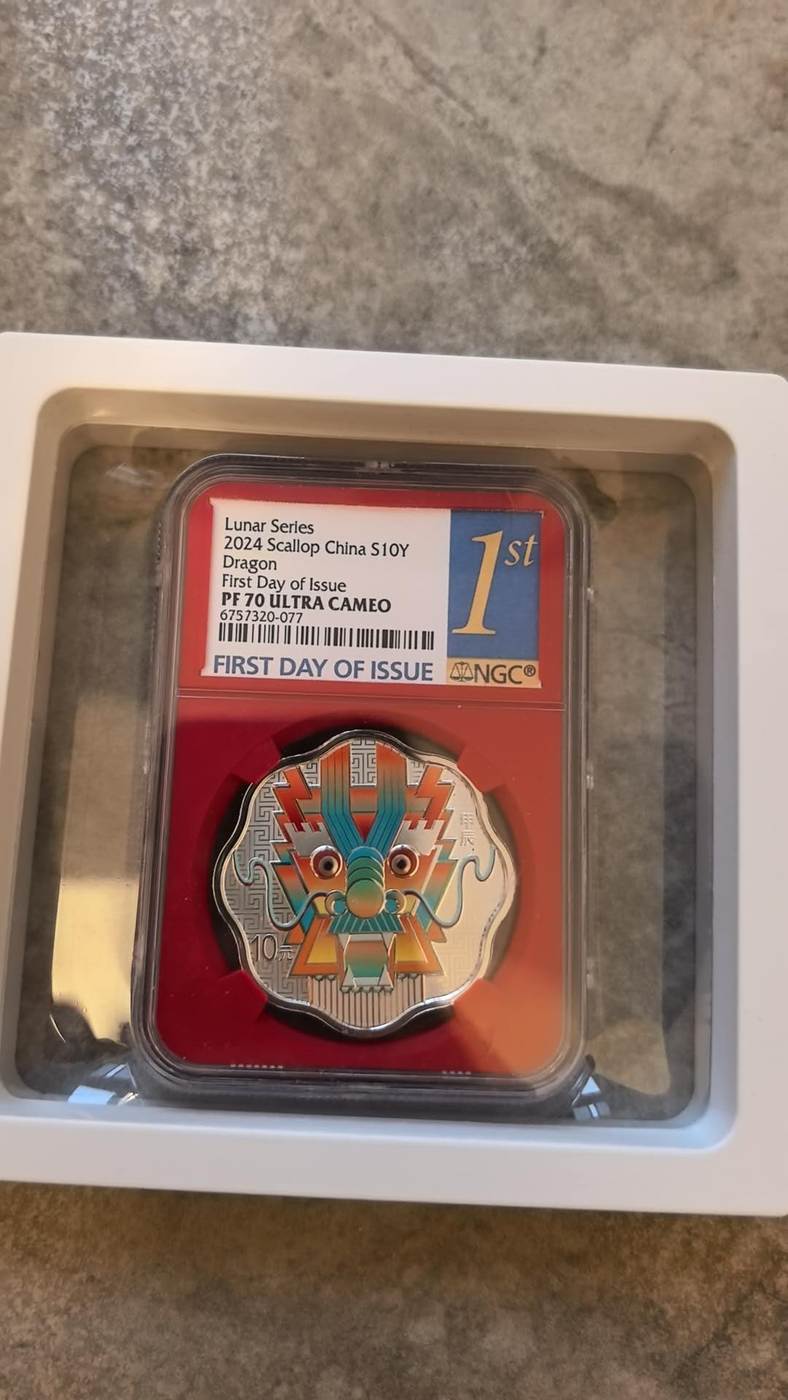 Lunar Series
2024 Scallop China S10Y
Dragon
First Day of Issue
PF 70 ULTRA CAMEO
6757320-077
FIRST DAY OF ISSUE
1st
NGC®
甲辰
10元